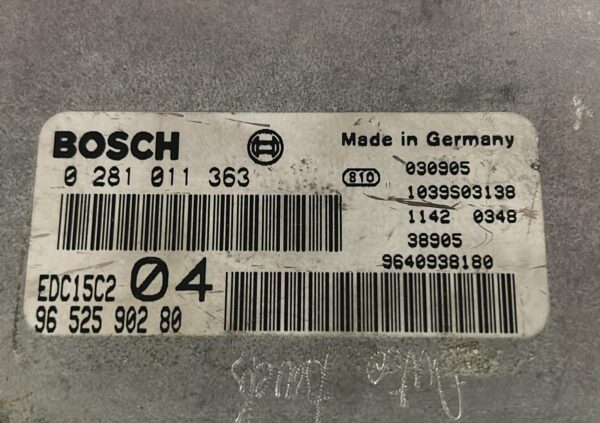 BOSCH
0 281 011 363
EDC15C2 04
96 525 902 80
Made in Germany
810
030905
1039S03138
1142 0348
38905
9640938180